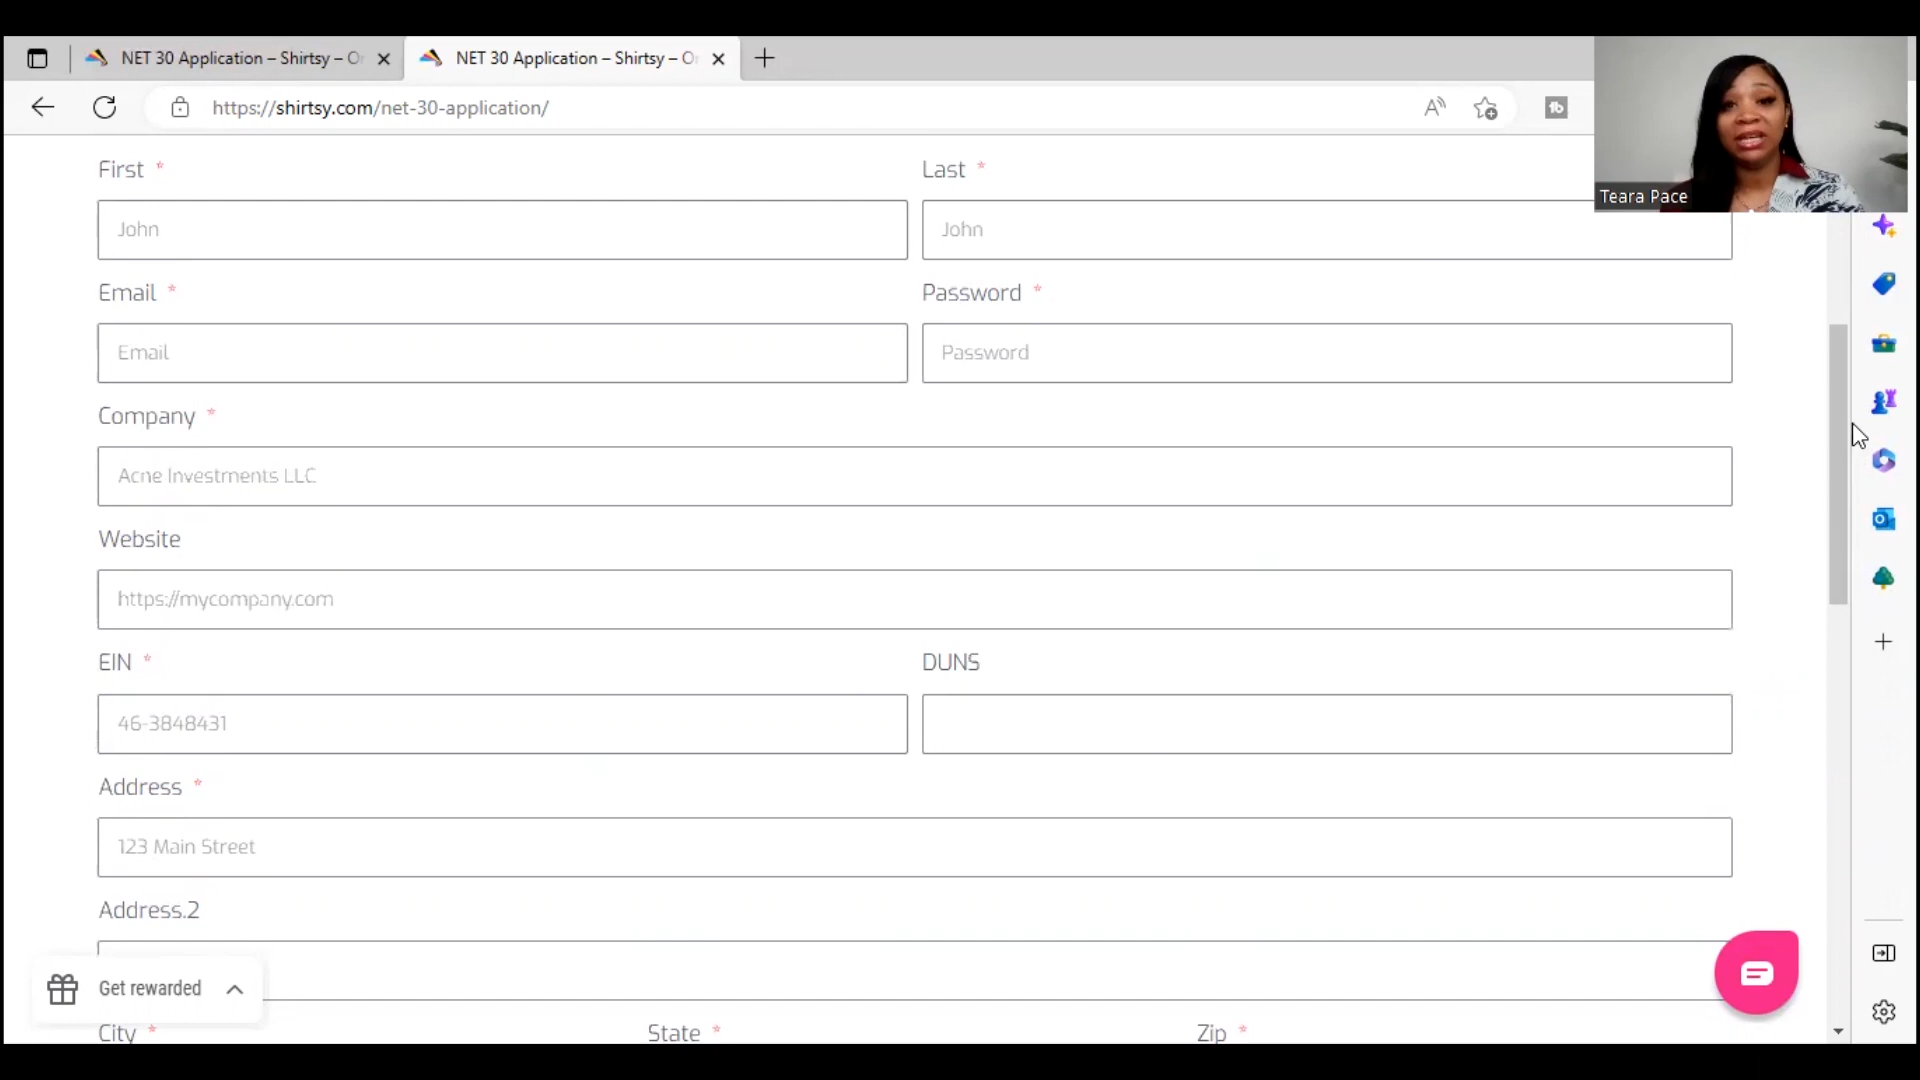 NET 30 Application – Shirtsy – O
NET 30 Application – Shirtsy – O
https://shirtsy.com/net-30-application/
Teara Pace
First *
Last *
John
John
Email *
Password *
Email
Password
Company *
Acne Investments LLC
Website
https://mycompany.com
EIN *
DUNS
46-3848431
Address *
123 Main Street
Address.2
Get rewarded
City *
State *
Zip *